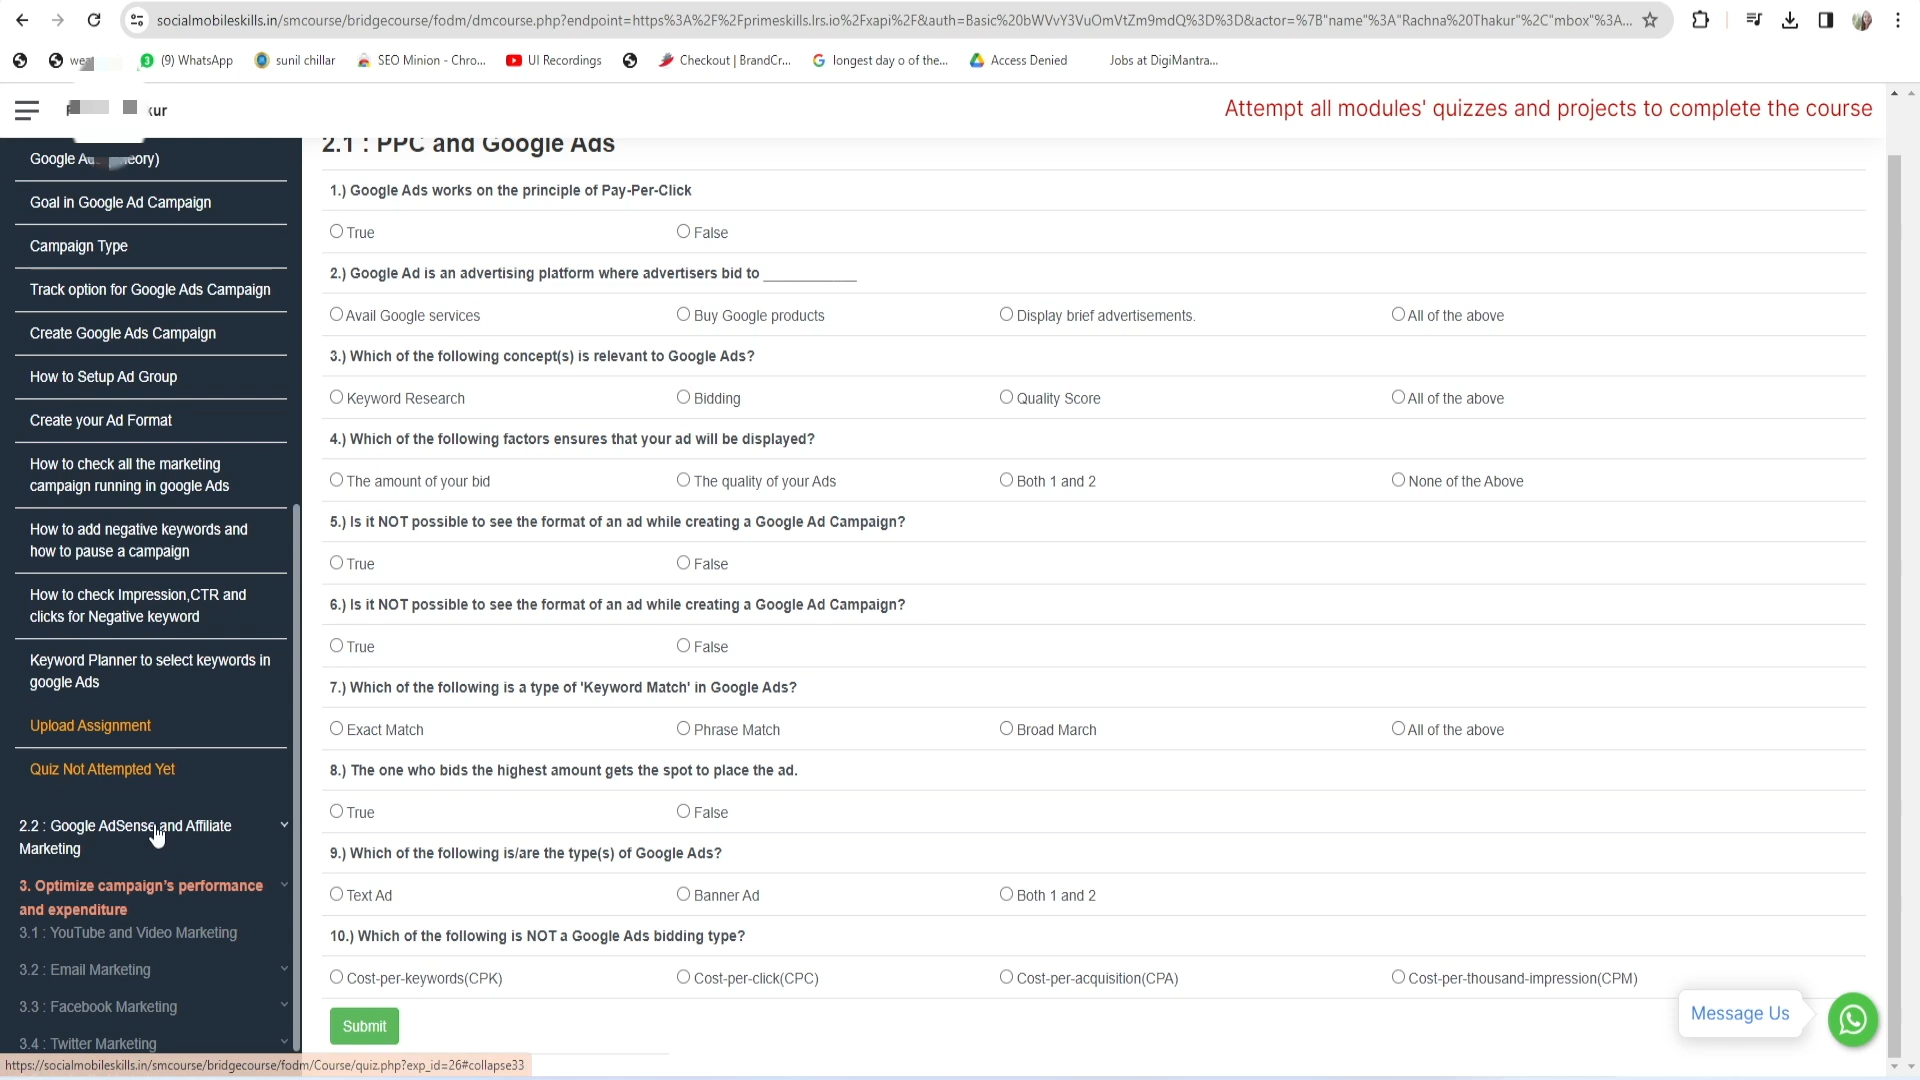 socialmobileskills.in/smcourse/bridgecourse/fodm/dmcourse.php?endpoint=https%3A%2F%2Fprimeskills.lrs.io%2Fxapi%2F&auth=Basic%20bWVvY3VuOmVtZm9mdQ%3D%3D&actor=%7B"name"%3A"Rachna%20Thakur"%2C"mbox"%3A...
(9) WhatsApp
sunil chillar
SEO Minion - Chro...
UI Recordings
Checkout | BrandCr...
longest day o of the...
Access Denied
Jobs at DigiMantra...
Attempt all modules' quizzes and projects to complete the course
Google
Goal in Google Ad Campaign
Campaign Type
Track option for Google Ads Campaign
Create Google Ads Campaign
How to Setup Ad Group
Create your Ad Format
How to check all the marketing
campaign running in google Ads
How to add negative keywords and
how to pause a campaign
How to check Impression,CTR and
clicks for Negative keyword
Keyword Planner to select keywords in
google Ads
Upload Assignment
Quiz Not Attempted Yet
2.2 : Google AdSense and Affiliate
Marketing
3. Optimize campaign's performance
and expenditure
3.1 : YouTube and Video Marketing
3.2 : Email Marketing
3.3 : Facebook Marketing
3.4 : Twitter Marketing
2.1 : PPC and Google Ads
1.) Google Ads works on the principle of Pay-Per-Click
True
False
2.) Google Ad is an advertising platform where advertisers bid to ____________
Avail Google services
Buy Google products
Display brief advertisements.
All of the above
3.) Which of the following concept(s) is relevant to Google Ads?
Keyword Research
Bidding
Quality Score
All of the above
4.) Which of the following factors ensures that your ad will be displayed?
The amount of your bid
The quality of your Ads
Both 1 and 2
None of the Above
5.) Is it NOT possible to see the format of an ad while creating a Google Ad Campaign?
True
False
6.) Is it NOT possible to see the format of an ad while creating a Google Ad Campaign?
True
False
7.) Which of the following is a type of 'Keyword Match' in Google Ads?
Exact Match
Phrase Match
Broad March
All of the above
8.) The one who bids the highest amount gets the spot to place the ad.
True
False
9.) Which of the following is/are the type(s) of Google Ads?
Text Ad
Banner Ad
Both 1 and 2
10.) Which of the following is NOT a Google Ads bidding type?
Cost-per-keywords(CPK)
Cost-per-click(CPC)
Cost-per-acquisition(CPA)
Cost-per-thousand-impression(CPM)
Submit
Message Us
https://socialmobileskills.in/smcourse/bridgecourse/fodm/Course/quiz.php?exp_id=26#collapse33